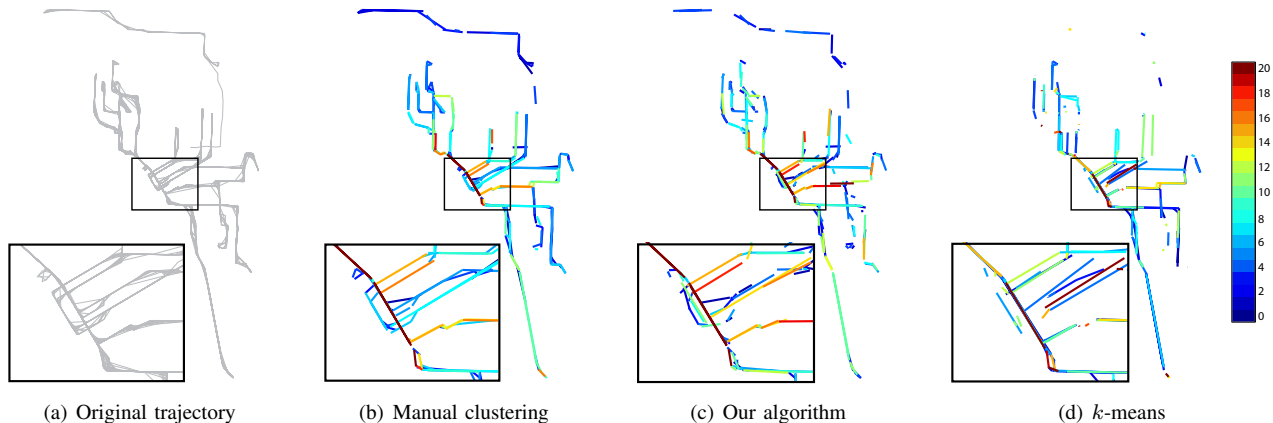 20
18
16
14
12
10
8
6
4
2
0
(a) Original trajectory
(b) Manual clustering
(c) Our algorithm
(d) k-means